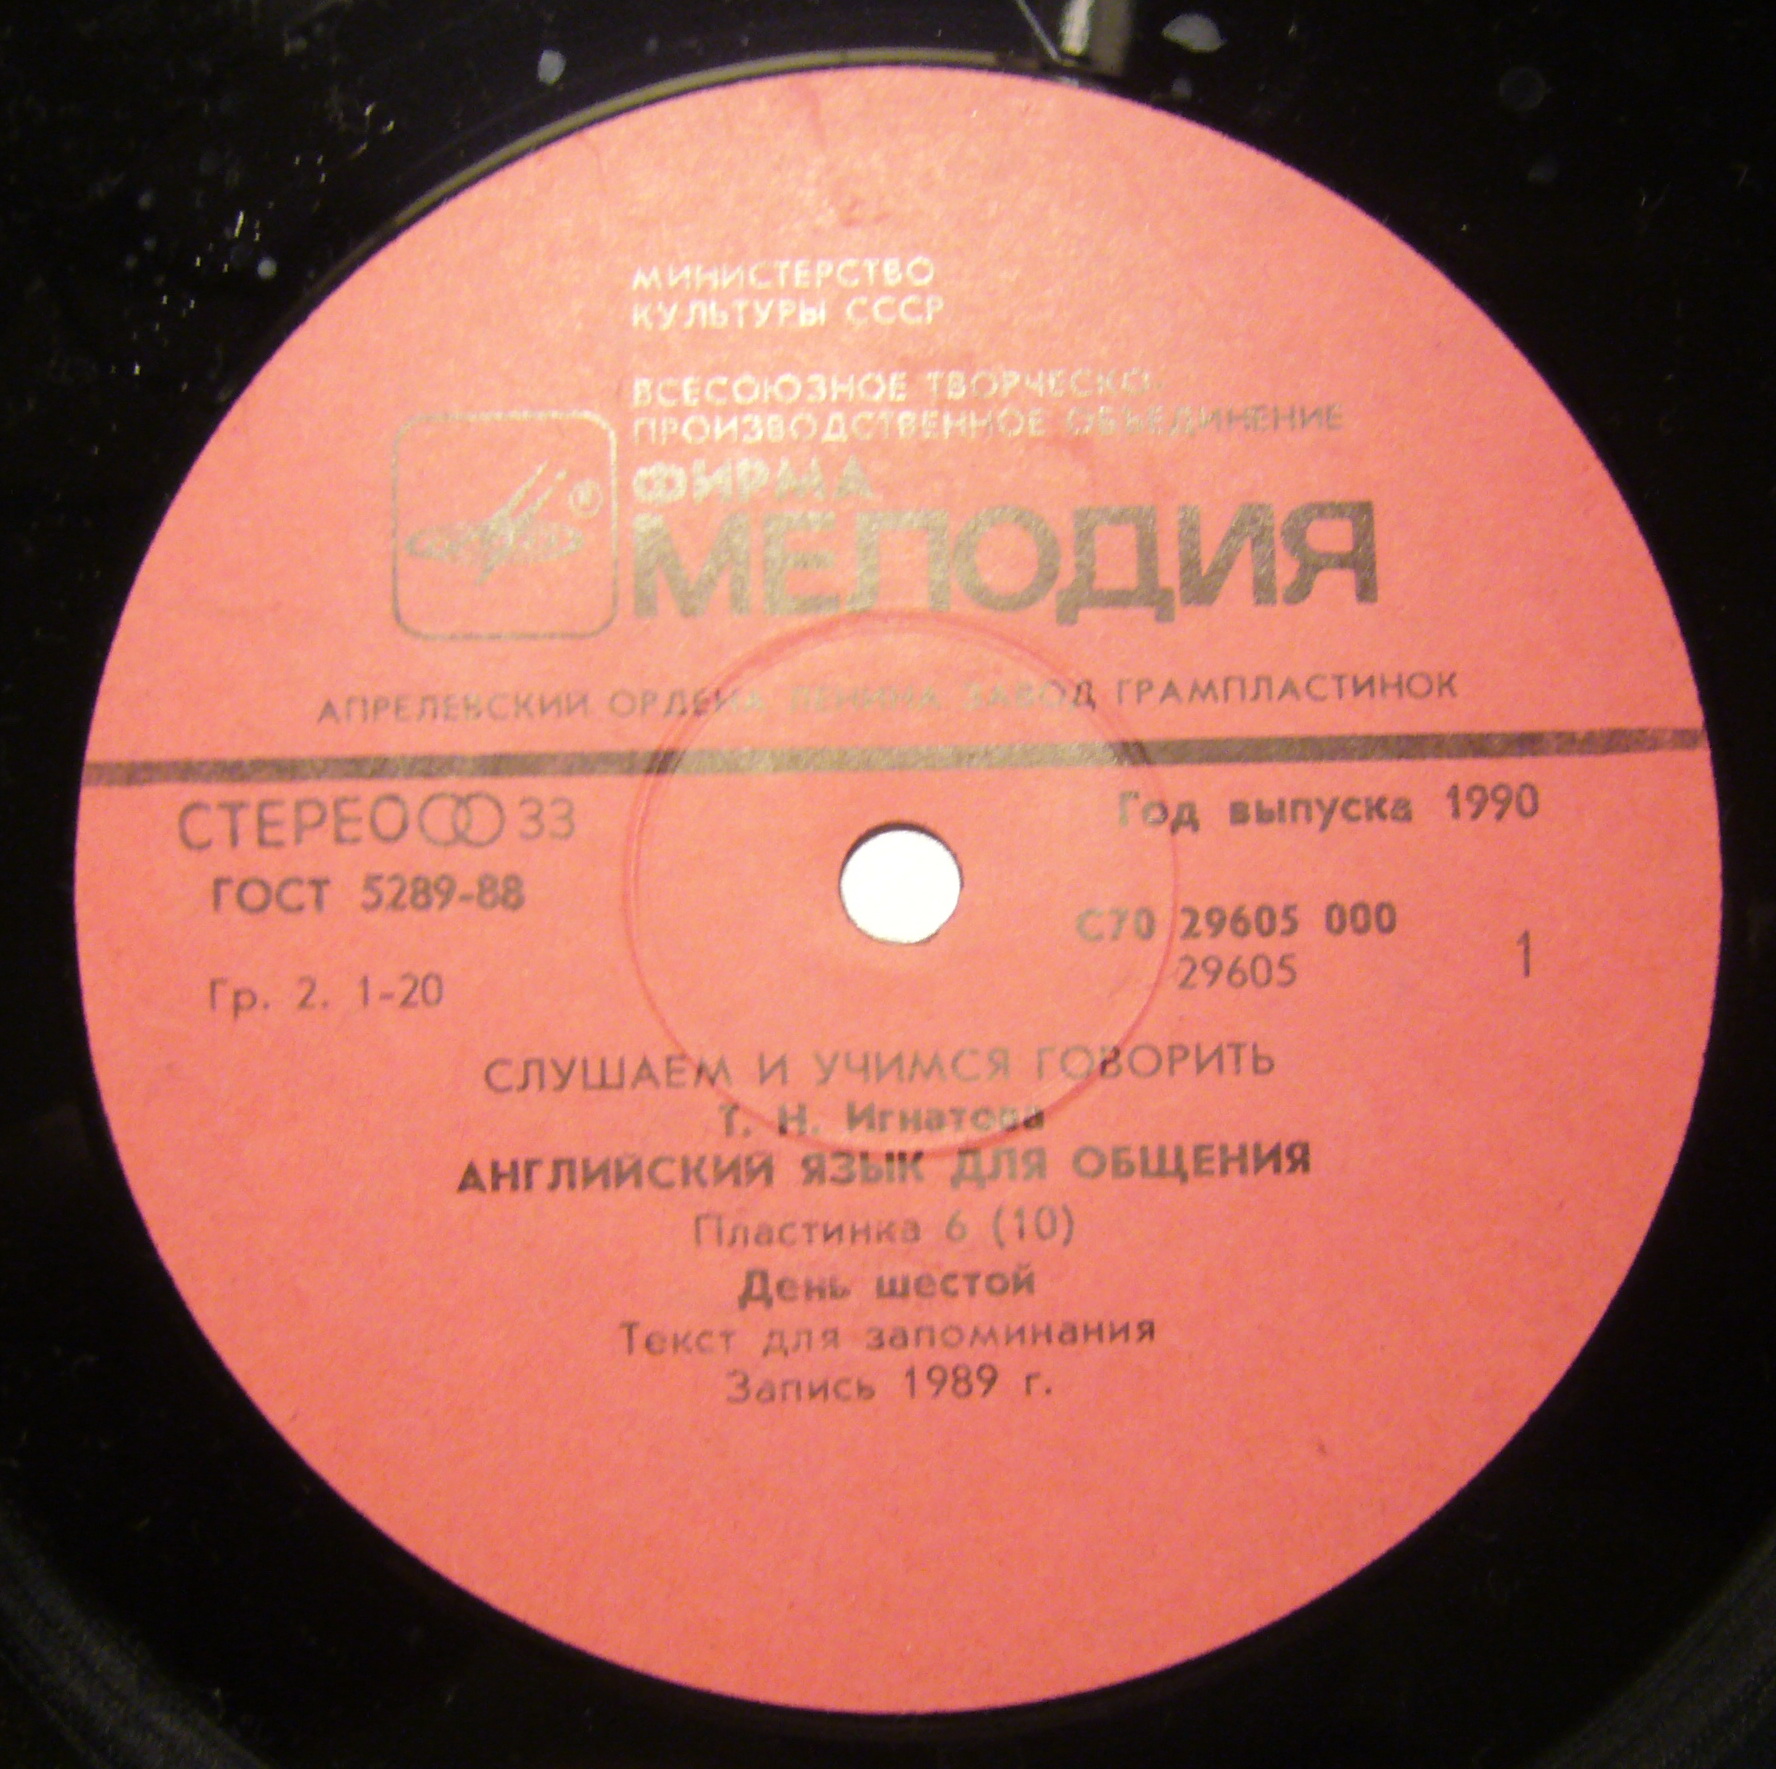 МИНИСТЕРСТВО
КУЛЬТУРЫ СССР
ВСЕСОЮЗНОЕ ТВОРЧЕСКО-
ПРОИЗВОДСТВЕННОЕ ОБЪЕДИНЕНИЕ
ФИРМА
®
МЕЛОДИЯ
АПРЕЛЕВСКИЙ ОРДЕНА ЛЕНИНА ЗАВОД ГРАМПЛАСТИНОК
СТЕРЕО 33
Год выпуска 1990
ГОСТ 5289-88
С70 29605 000
29605
1
Гр. 2. 1-20
СЛУШАЕМ И УЧИМСЯ ГОВОРИТЬ
Т. Н. Игнатова
АНГЛИЙСКИЙ ЯЗЫК ДЛЯ ОБЩЕНИЯ
Пластинка 6 (10)
День шестой
Текст для запоминания
Запись 1989 г.